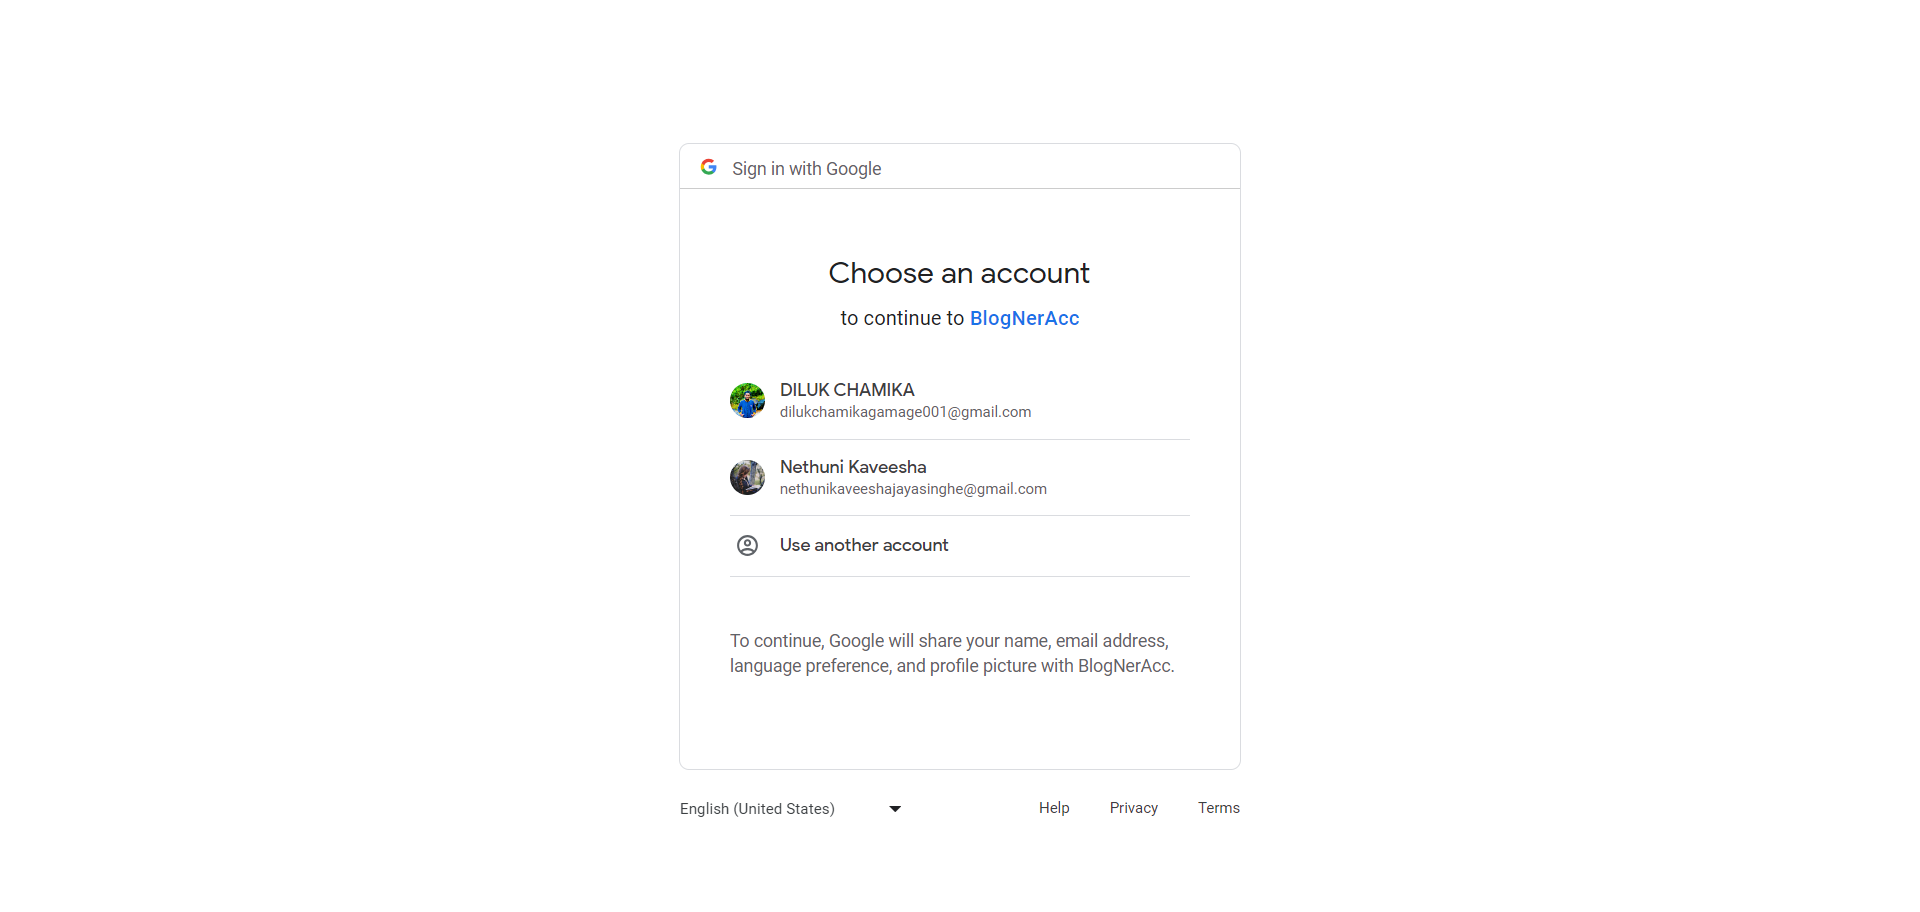 Sign in with Google
Choose an account
to continue to BlogNerAcc
DILUK CHAMIKA
dilukchamikagamage001@gmail.com
Nethuni Kaveesha
nethunikaveeshajayasinghe@gmail.com
Use another account
To continue, Google will share your name, email address,
language preference, and profile picture with BlogNerAcc.
English (United States)
Help Privacy Terms